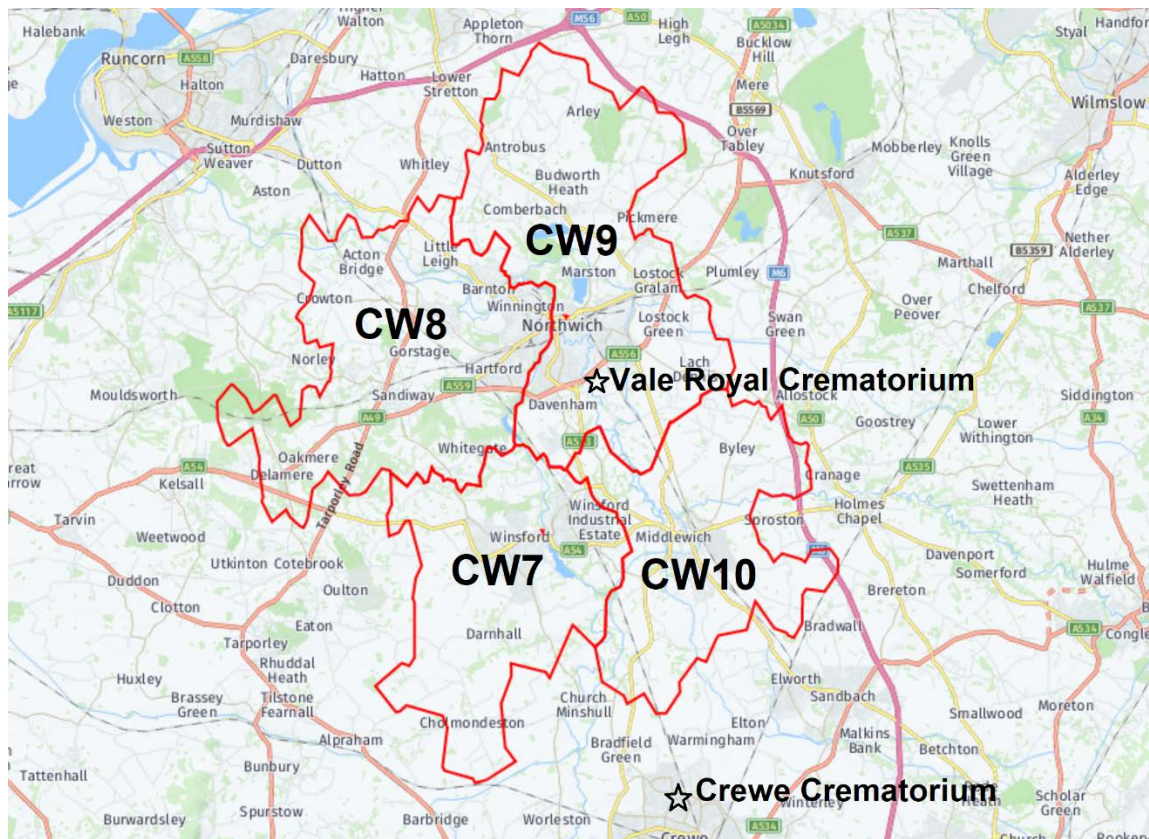 Halebank
Higher
Walton
Appleton
Thorn
M56
A50
High
Legh
A5034
Bucklow
Hill
Styal
Handfor
Runcorn
A558
Halton
Daresbury
Hatton
Lower
Stretton
Mere
B5569
Wilmslow
Weston
Murdishaw
Arley
Over
Tabley
Knolls
Green
Village
Sutton
Weaver
Dutton
Whitley
Antrobus
Mobberley
Alderley
Edge
Aston
Budworth
Heath
Knutsford
Comberbach
Pickmere
A537
Nether
Alderley
CW9
B5359
Acton
Bridge
Little
Leigh
Marston
Lostock
Gralam
Plumley
M6
Marthall
Chelford
A5117
Crowton
Barnton
Winnington
Over
Peover
A537
CW8
Northwich
Lostock
Green
Swan
Green
Norley
Gorstage
Hartford
A556
Lach
Mouldsworth
A559
Vale Royal Crematorium
Siddington
Sandiway
Davenham
Allostock
A34
A49
A50
Goostrey
Lower
Withington
Whitegate
Byley
Oakmere
Delamere
A54
Kelsall
Tarporley Road
Cranage
A535
Swettenham
Heath
Tarvin
Winsford
Industrial
Estate
Sproston
Holmes
Chapel
Weetwood
Winsford
Middlewich
Utkinton
Cotebrook
A54
Davenport
Somerford
Hulme
Walfield
CW7
CW10
Duddon
Oulton
Brereton
Clotton
Eaton
Darnhall
Bradwall
A534
Congle
Tarporley
Huxley
Rhuddal
Heath
Elworth
Sandbach
Brassey
Green
Tilstone
Fearnall
Cholmondeston
Church
Minshull
Smallwood
Moreton
Alpraham
Elton
Malkins
Bank
Bradfield
Green
Warmingham
Betchton
Tattenhall
Bunbury
Crewe Crematorium
Winterley
Scholar
Green
Burwardsley
Spurstow
Barbridge
Worleston
Crewe
A534
Church